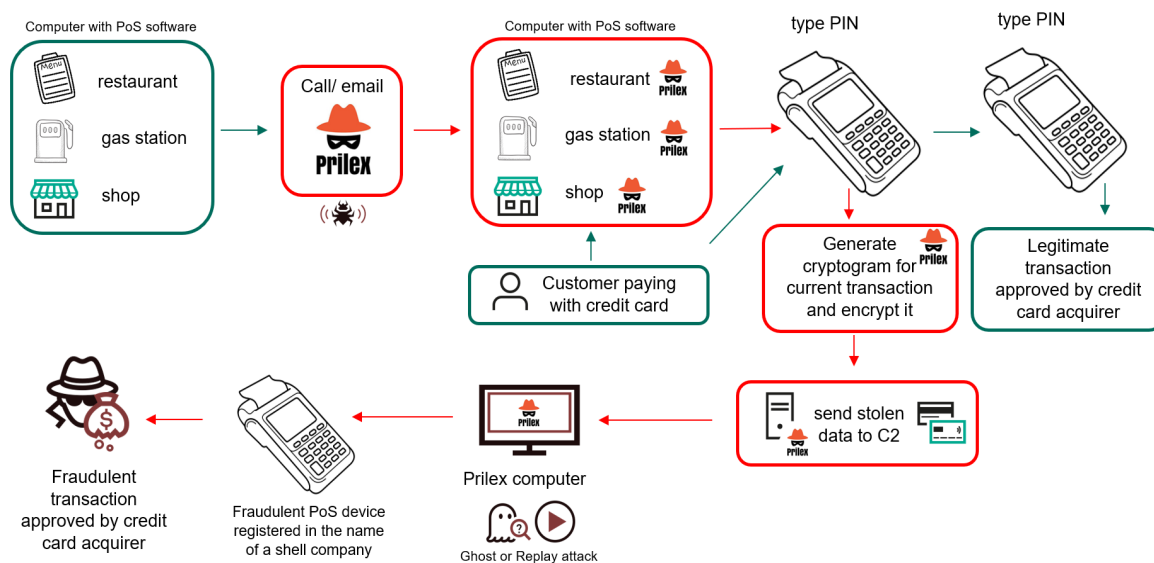 Computer with PoS software
Menu
restaurant
gas station
shop
Call/ email
Prilex
Computer with PoS software
Menu
restaurant
Prilex
gas station
Prilex
shop
Prilex
Customer paying
with credit card
type PIN
type PIN
Generate
cryptogram for
current transaction
and encrypt it
Prilex
Legitimate
transaction
approved by credit
card acquirer
send stolen
data to C2
Prilex
Prilex
Prilex computer
?
Ghost or Replay attack
Fraudulent PoS device
registered in the name
of a shell company
$
Fraudulent
transaction
approved by credit
card acquirer